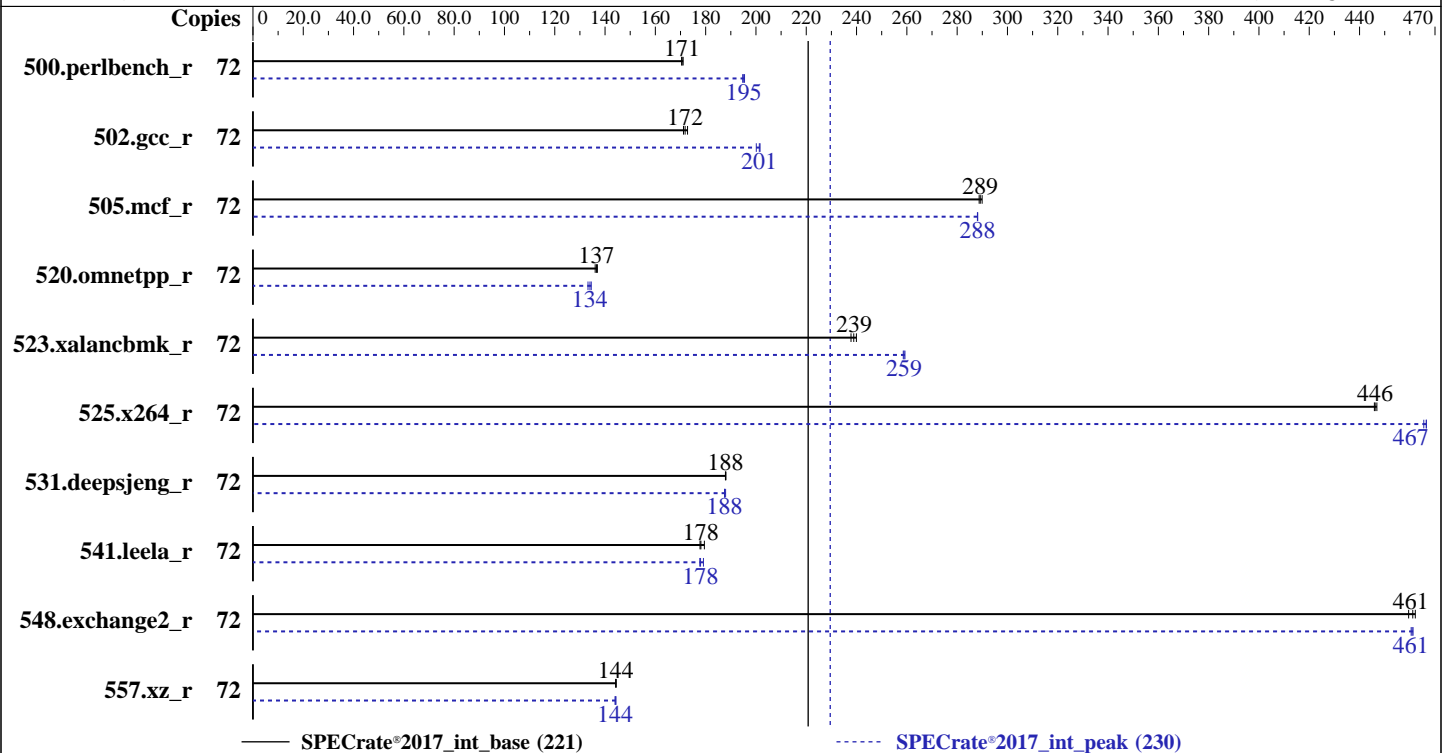 Copies 0 20.0 40.0 60.0 80.0 100 120 140 160 180 200 220 240 260 280 300 320 340 360 380 400 420 440 470
171
500.perlbench_r 72
195
172
502.gcc_r 72
201
289
505.mcf_r 72
288
137
520.omnetpp_r 72
134
239
523.xalancbmk_r 72
259
446
525.x264_r 72
467
188
531.deepsjeng_r 72
188
178
541.leela_r 72
178
461
548.exchange2_r 72
461
144
557.xz_r 72
144
SPECrate®2017_int_base (221) SPECrate®2017_int_peak (230)